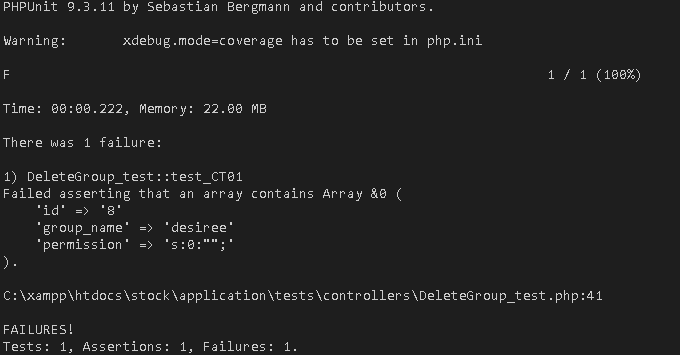 PHPUnit 9.3.11 by Sebastian Bergmann and contributors.
Warning:       xdebug.mode=coverage has to be set in php.ini
F                                                                   1 / 1 (100%)
Time: 00:00.222, Memory: 22.00 MB
There was 1 failure:
1) DeleteGroup_test::test_CT01
Failed asserting that an array contains Array &0 (
    'id' => '8'
    'group_name' => 'desiree'
    'permission' => 's:0:"";'
).
C:\xampp\htdocs\stock\application\tests\controllers\DeleteGroup_test.php:41
FAILURES!
Tests: 1, Assertions: 1, Failures: 1.